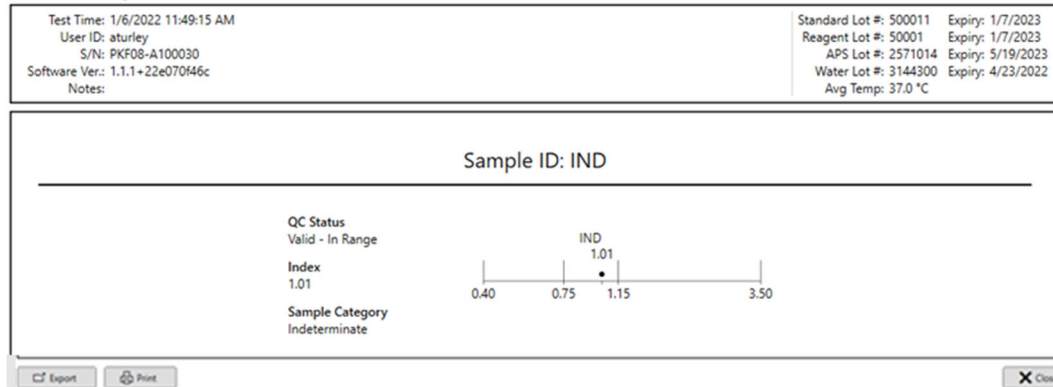 Test Time: 1/6/2022 11:49:15 AM
User ID: aturley
S/N: PKF08-A100030
Software Ver.: 1.1.1+22e070f46c
Notes:
Standard Lot #: 500011 Expiry: 1/7/2023
Reagent Lot #: 50001 Expiry: 1/7/2023
APS Lot #: 2571014 Expiry: 5/19/2023
Water Lot #: 3144300 Expiry: 4/23/2022
Avg Temp: 37.0 °C
Sample ID: IND
QC Status
Valid - In Range
Index
1.01
Sample Category
Indeterminate
IND
1.01
0.40 0.75 1.15 3.50
Export Print X Clos